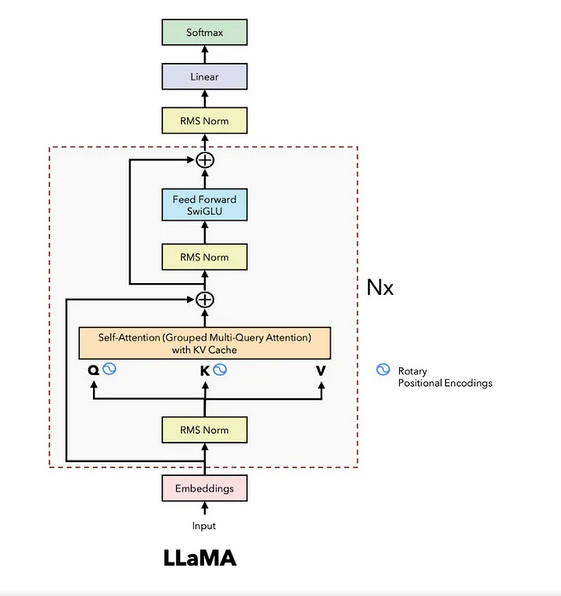 Softmax
Linear
RMS Norm
Feed Forward
SwiGLU
RMS Norm
Nx
Self-Attention (Grouped Multi-Query Attention)
with KV Cache
Q K V
Rotary
Positional Encodings
RMS Norm
Embeddings
Input
LLaMA